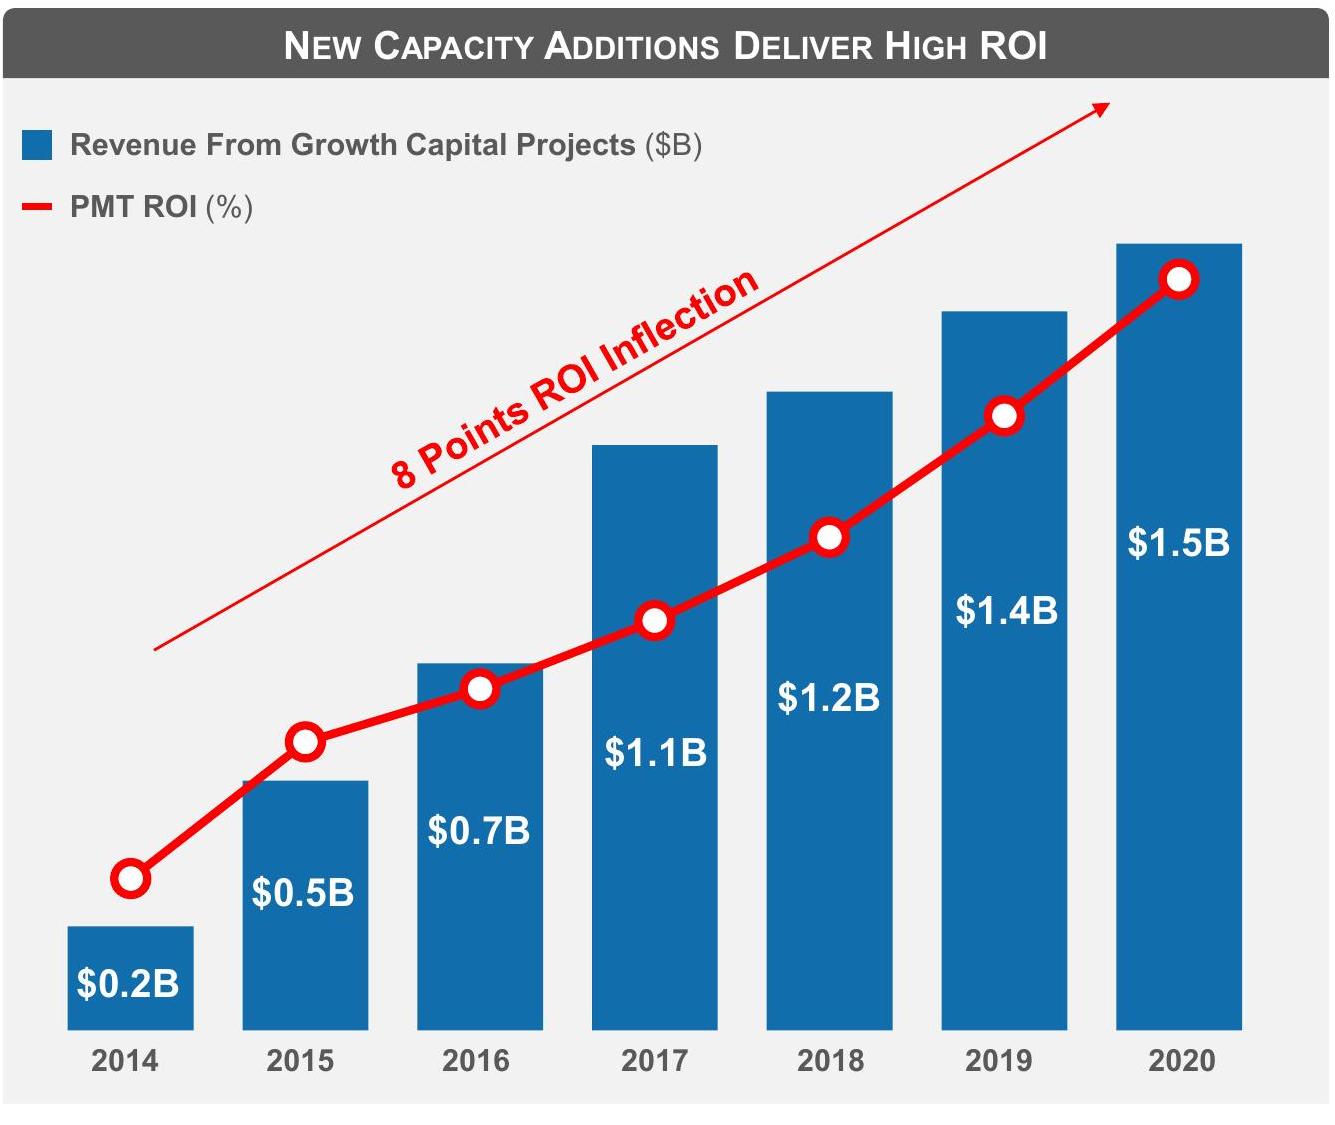 NEW CAPACITY ADDITIONS DELIVER HIGH ROI
Revenue From Growth Capital Projects ($B)
PMT ROI (%)
8 Points ROI Inflection
$0.2B
$0.5B
$0.7B
$1.1B
$1.2B
$1.4B
$1.5B
2014 2015 2016 2017 2018 2019 2020